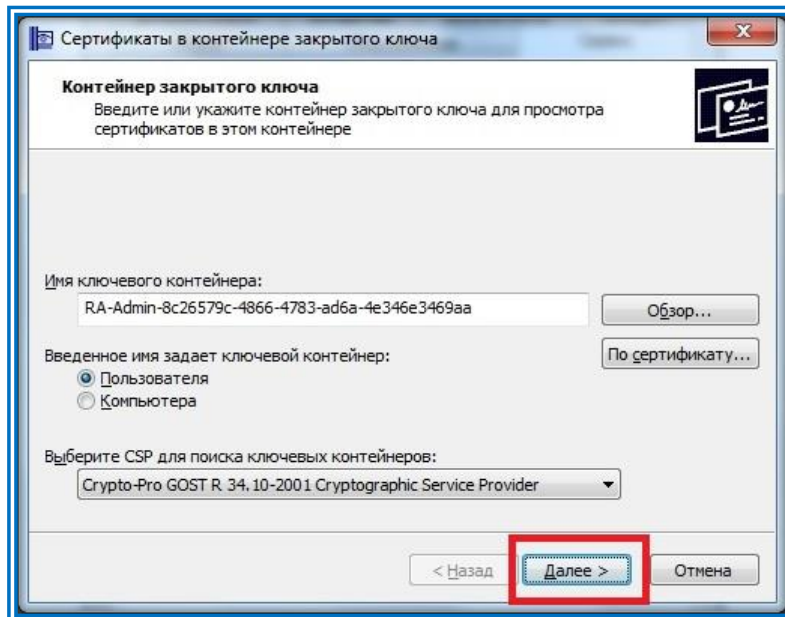 Сертификаты в контейнере закрытого ключа
Контейнер закрытого ключа
Введите или укажите контейнер закрытого ключа для просмотра
сертификатов в этом контейнере
Имя ключевого контейнера:
RA-Admin-8c26579c-4866-4783-ad6a-4e346e3469aa
Обзор...
Введенное имя задает ключевой контейнер:
По сертификату...
Пользователя
Компьютера
Выберите CSP для поиска ключевых контейнеров:
Crypto-Pro GOST R 34.10-2001 Cryptographic Service Provider
< Назад
Далее >
Отмена